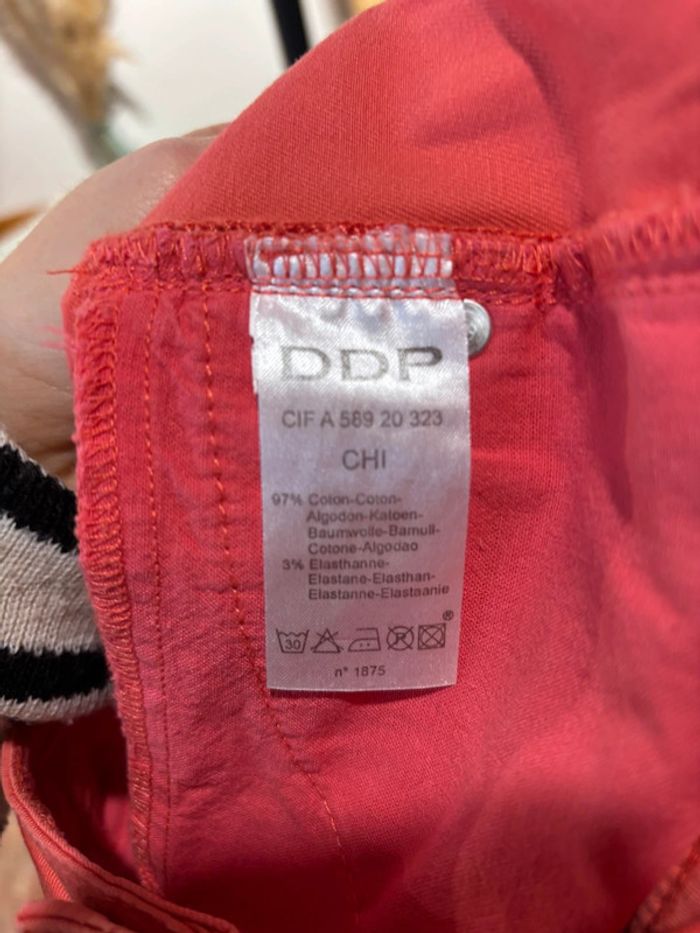 DDP
CIF A 589 20 323
CHI
97% Coton-Coton-
Algodon-Katoen-
Baumwolle-Bamull-
Cotone-Algodao
3% Elasthanne-
Elastane-Elasthan-
Elastanne-Elastaanie
30
®
n° 1875